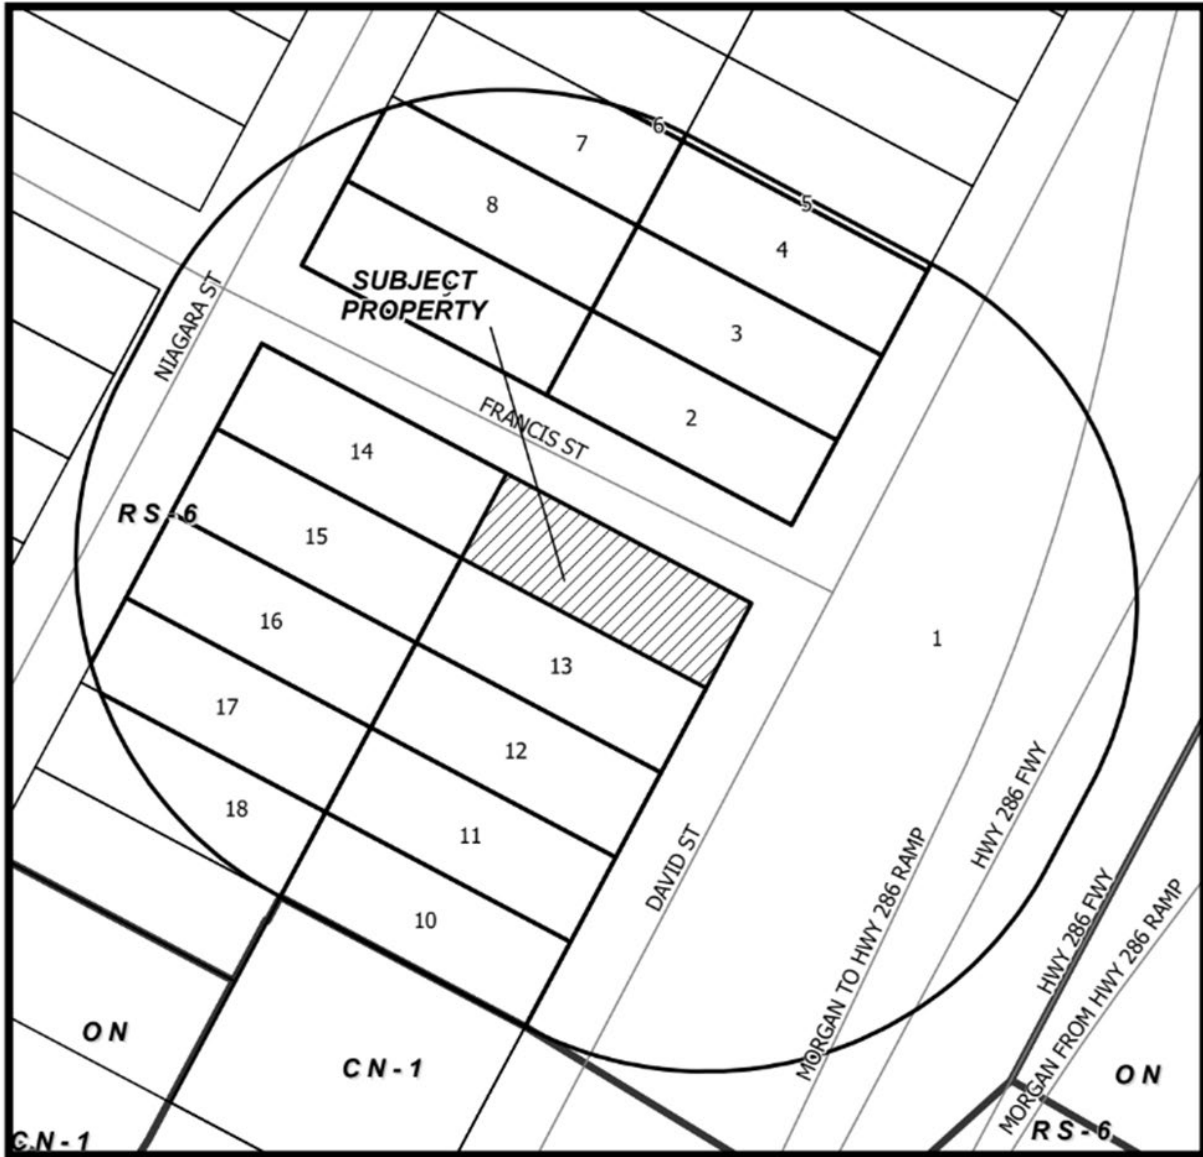 6
7
5
8
4
SUBJECT
PROPERTY
NIAGARA ST
3
FRANCIS ST
2
14
RS-6
15
16
1
13
17
12
18
11
HWY 286 FWY
DAVID ST
MORGAN TO HWY 286 RAMP
10
HWY 286 FWY
MORGAN FROM HWY 286 RAMP
ON
CN-1
ON
RS-6
CN-1